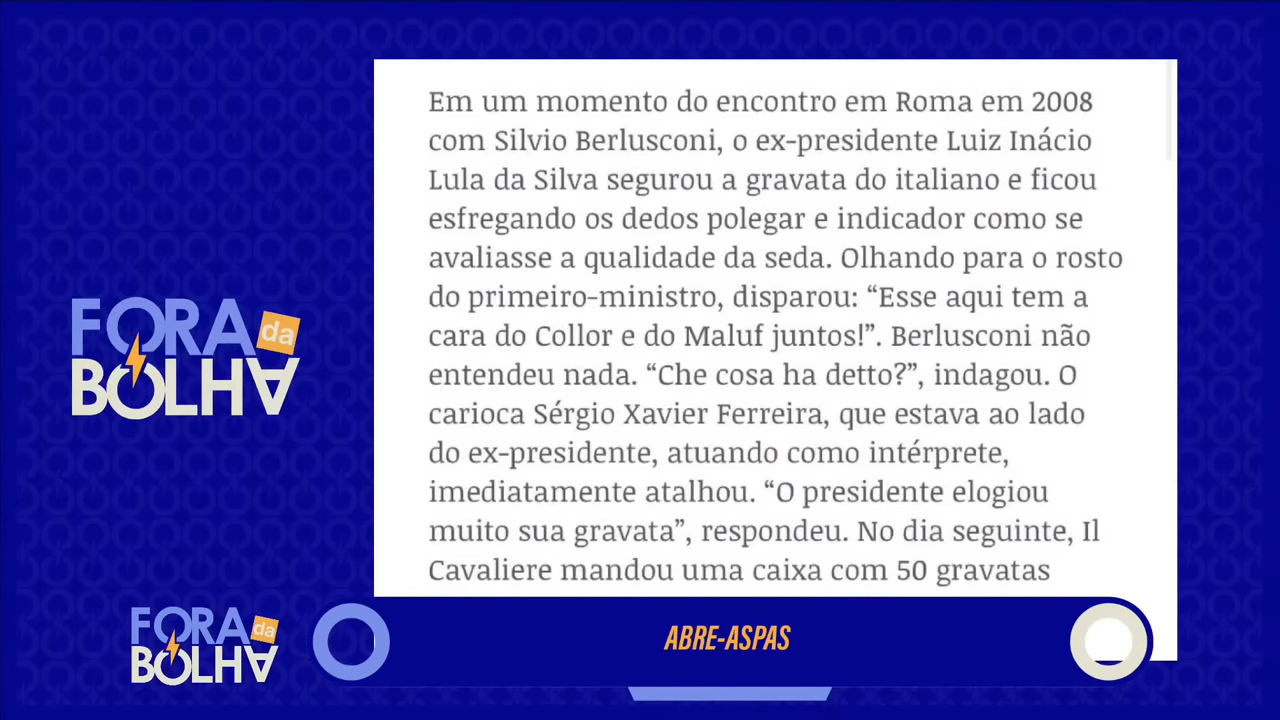 Em um momento do encontro em Roma em 2008
com Silvio Berlusconi, o ex-presidente Luiz Inácio
Lula da Silva segurou a gravata do italiano e ficou
esfregando os dedos polegar e indicador como se
avaliasse a qualidade da seda. Olhando para o rosto
do primeiro-ministro, disparou: “Esse aqui tem a
cara do Collor e do Maluf juntos!”. Berlusconi não
entendeu nada. “Che cosa ha detto?”, indagou. O
carioca Sérgio Xavier Ferreira, que estava ao lado
do ex-presidente, atuando como intérprete,
imediatamente atalhou. “O presidente elogiou
muito sua gravata”, respondeu. No dia seguinte, Il
Cavaliere mandou uma caixa com 50 gravatas
FORA da
BOLHA
FORA da
BOLHA
ABRE-ASPAS